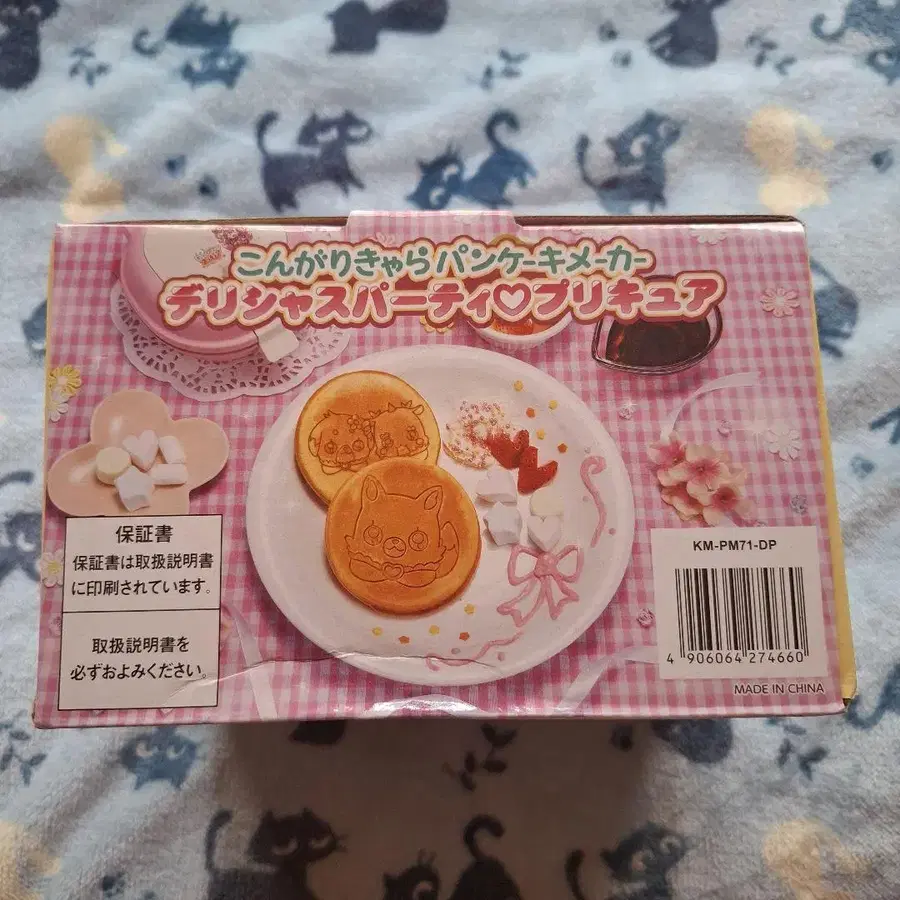 こんがりきゃらパンケーキメーカー
デリシャスパーティ♡プリキュア
保証書
保証書は取扱説明書
に印刷されています。
取扱説明書を
必ずおよみください。
KM-PM71-DP
4 906064 274660
MADE IN CHINA